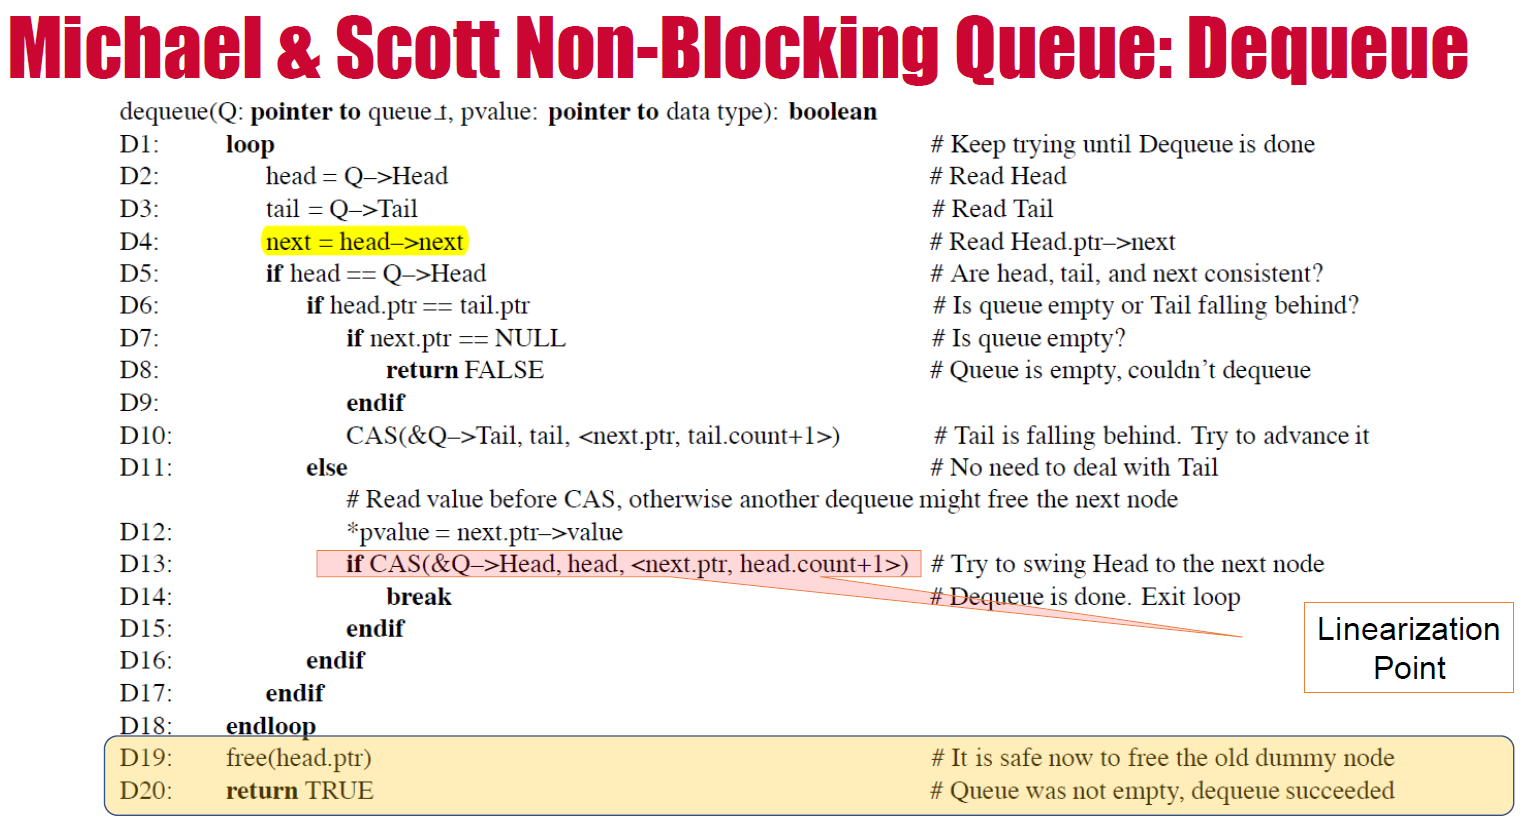 Michael & Scott Non-Blocking Queue: Dequeue
dequeue(Q: pointer to queue_t, pvalue: pointer to data type): boolean
D1: loop # Keep trying until Dequeue is done
D2: head = Q–>Head # Read Head
D3: tail = Q–>Tail # Read Tail
D4: next = head–>next # Read Head.ptr–>next
D5: if head == Q–>Head # Are head, tail, and next consistent?
D6: if head.ptr == tail.ptr # Is queue empty or Tail falling behind?
D7: if next.ptr == NULL # Is queue empty?
D8: return FALSE # Queue is empty, couldn’t dequeue
D9: endif
D10: CAS(&Q–>Tail, tail, <next.ptr, tail.count+1>) # Tail is falling behind. Try to advance it
D11: else # No need to deal with Tail
# Read value before CAS, otherwise another dequeue might free the next node
D12: *pvalue = next.ptr–>value
D13: if CAS(&Q–>Head, head, <next.ptr, head.count+1>) # Try to swing Head to the next node
D14: break # Dequeue is done. Exit loop
D15: endif
D16: endif
D17: endif
D18: endloop
D19: free(head.ptr) # It is safe now to free the old dummy node
D20: return TRUE # Queue was not empty, dequeue succeeded
Linearization
Point